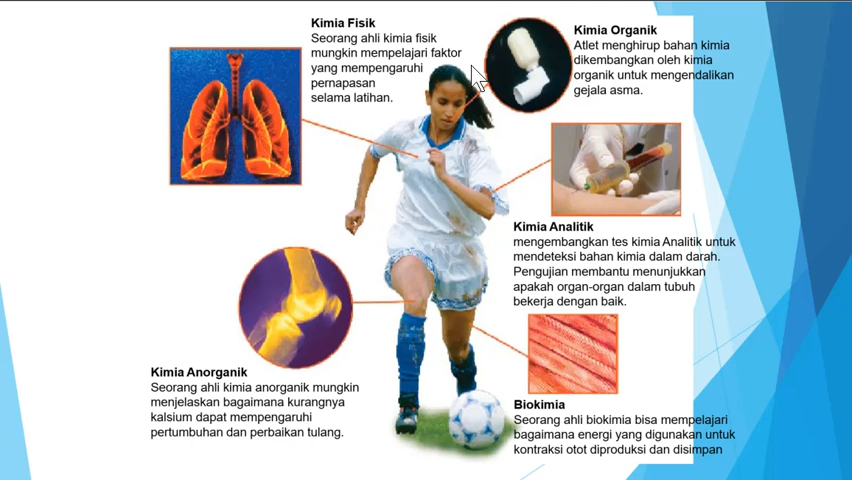 Kimia Fisik
Seorang ahli kimia fisik
mungkin mempelajari faktor
yang mempengaruhi
pernapasan
selama latihan.
Kimia Organik
Atlet menghirup bahan kimia
dikembangkan oleh kimia
organik untuk mengendalikan
gejala asma.
Kimia Analitik
mengembangkan tes kimia Analitik untuk
mendeteksi bahan kimia dalam darah.
Pengujian membantu menunjukkan
apakah organ-organ dalam tubuh
bekerja dengan baik.
Kimia Anorganik
Seorang ahli kimia anorganik mungkin
menjelaskan bagaimana kurangnya
kalsium dapat mempengaruhi
pertumbuhan dan perbaikan tulang.
Biokimia
Seorang ahli biokimia bisa mempelajari
bagaimana energi yang digunakan untuk
kontraksi otot diproduksi dan disimpan